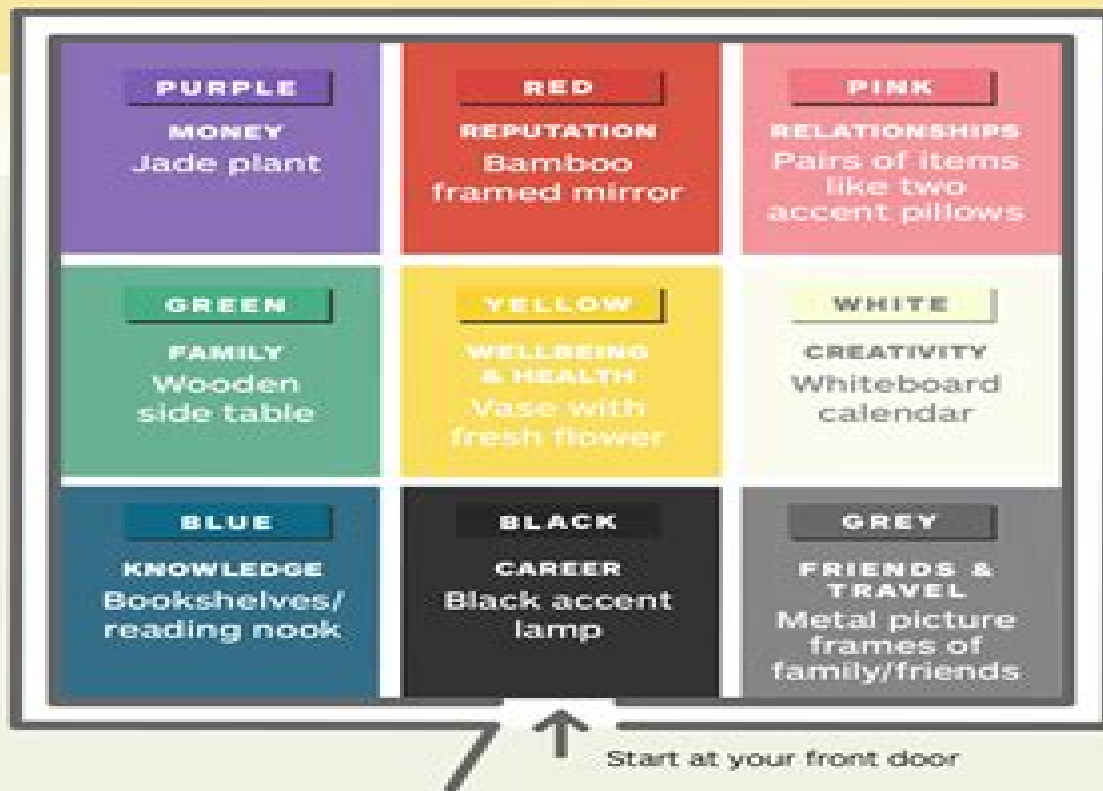 PURPLE
MONEY
Jade plant
RED
REPUTATION
Bamboo
framed mirror
PINK
RELATIONSHIPS
Pairs of items
like two
accent pillows
GREEN
FAMILY
Wooden
side table
YELLOW
WELLBEING
& HEALTH
Vase with
fresh flower
WHITE
CREATIVITY
Whiteboard
calendar
BLUE
KNOWLEDGE
Bookshelves/
reading nook
BLACK
CAREER
Black accent
lamp
GREY
FRIENDS &
TRAVEL
Metal picture
frames of
family/friends
Start at your front door